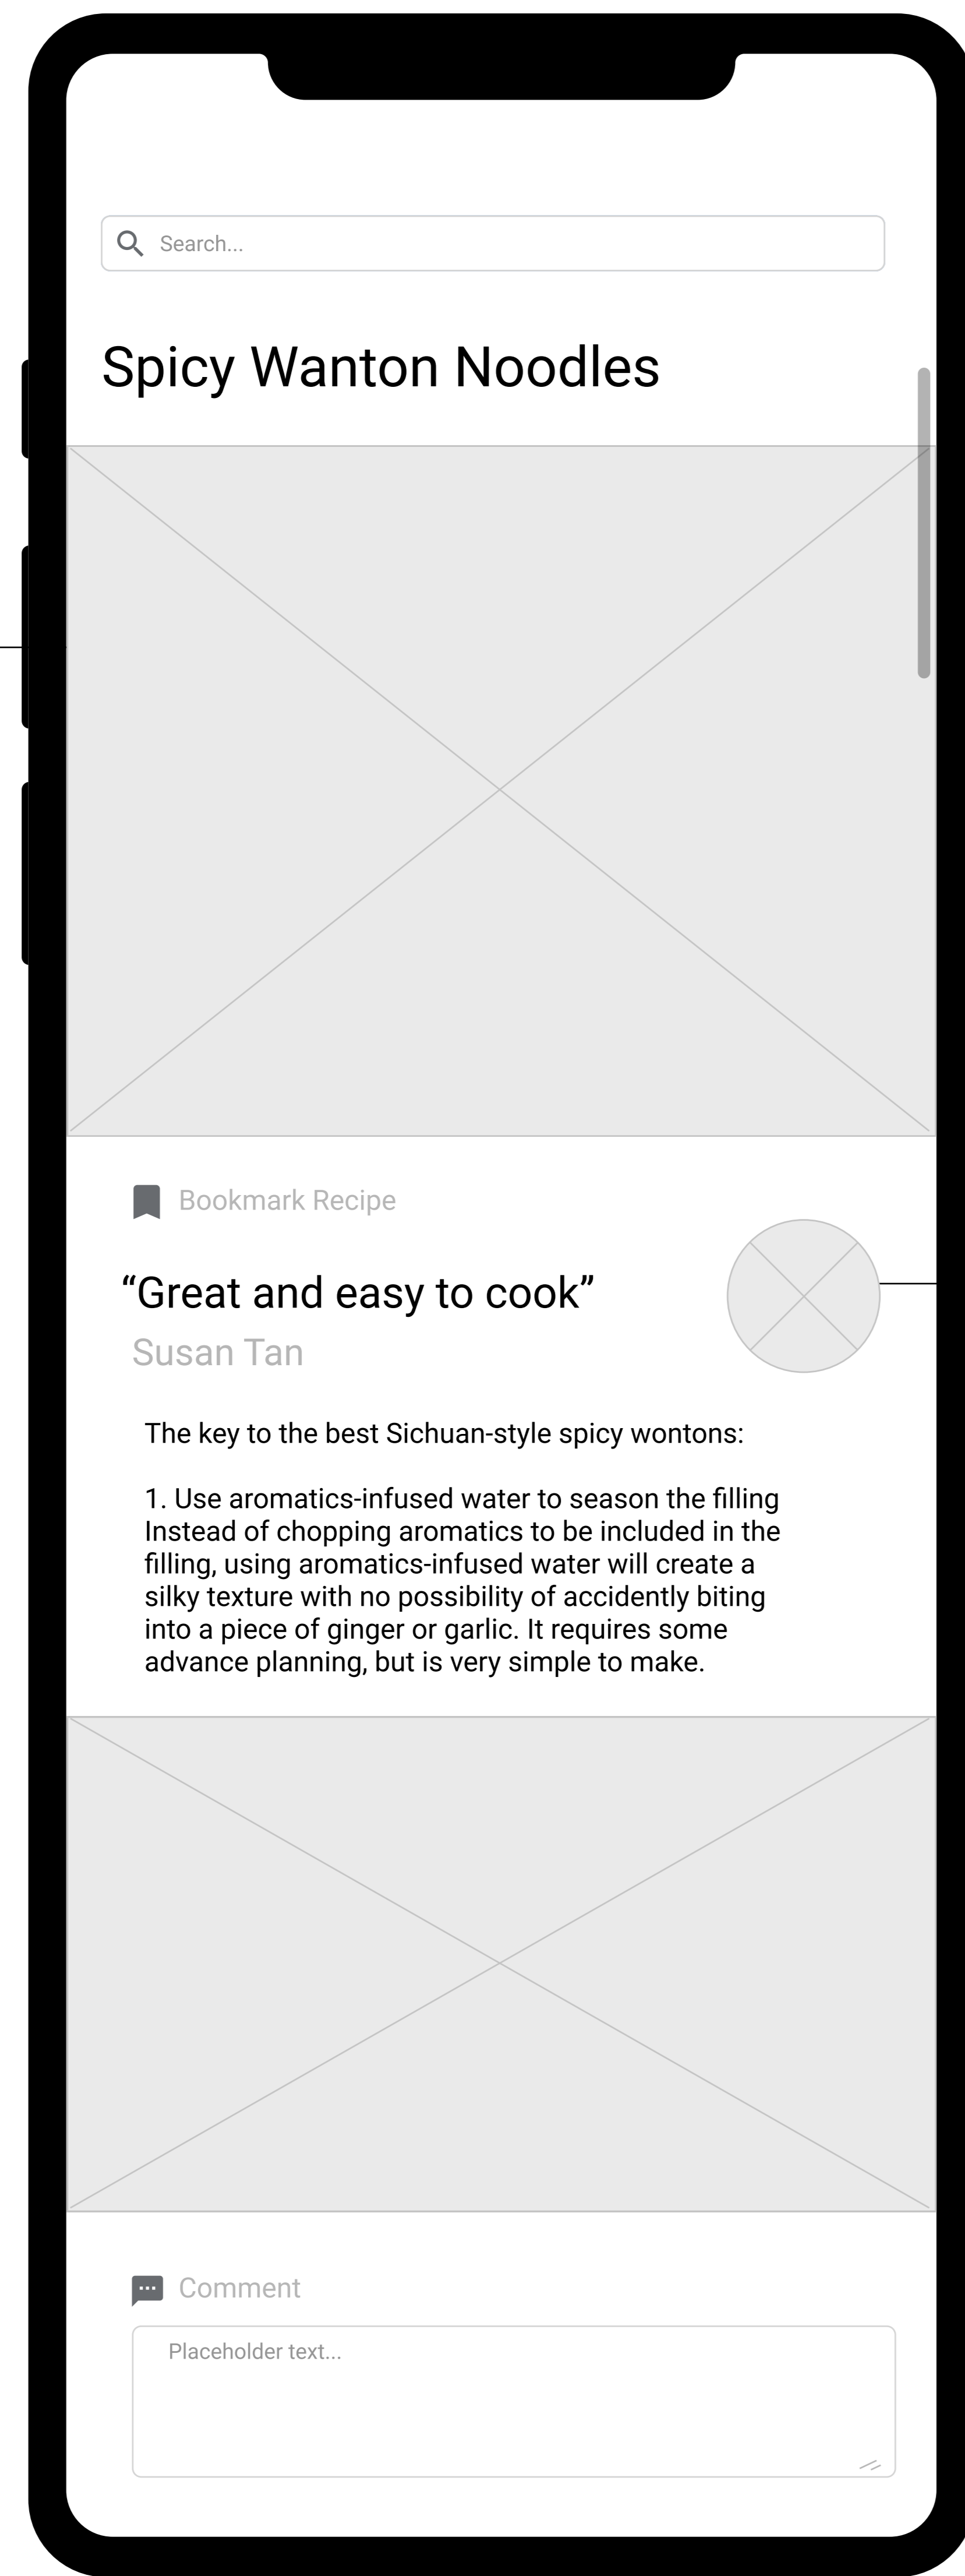 Search...
Spicy Wanton Noodles
Bookmark Recipe
“Great and easy to cook”
Susan Tan
The key to the best Sichuan-style spicy wontons:
1. Use aromatics-infused water to season the filling
Instead of chopping aromatics to be included in the
filling, using aromatics-infused water will create a
silky texture with no possibility of accidently biting
into a piece of ginger or garlic. It requires some
advance planning, but is very simple to make.
Comment
Placeholder text...